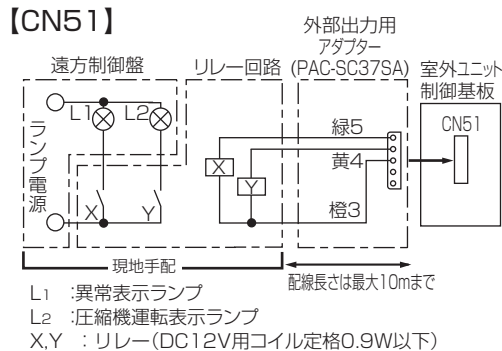 【CN51】
外部出力用
アダプター
(PAC-SC37SA)
遠方制御盤
リレー回路
室外ユニット
制御基板
L1
L2
CN51
ランプ電源
緑5
黄4
橙3
X
Y
X
Y
現地手配
配線長さは最大10mまで
L1 :異常表示ランプ
L2 :圧縮機運転表示ランプ
X,Y :リレー(DC12V用コイル定格0.9W以下)